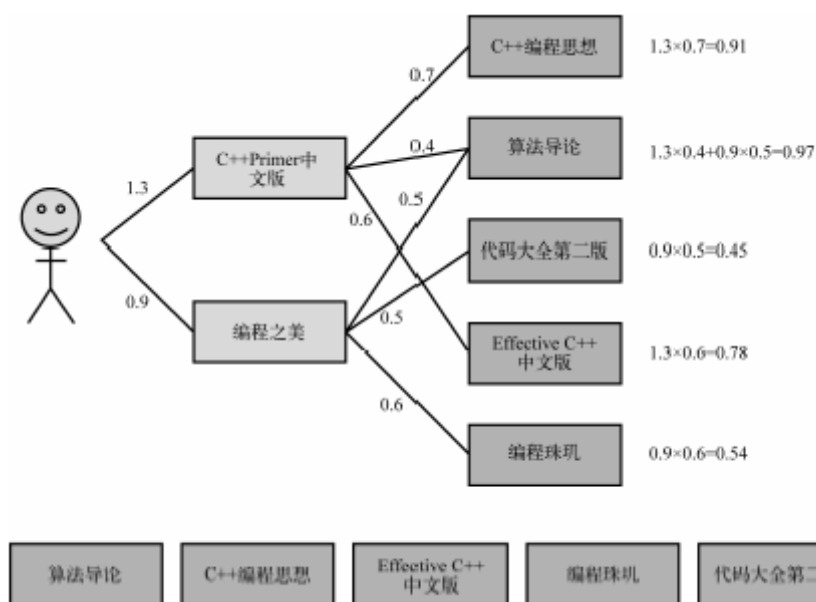 C++编程思想
1.3×0.7=0.91
0.7
C++Primer中
文版
0.4
算法导论
1.3×0.4+0.9×0.5=0.97
1.3
0.5
0.6
代码大全第二版
0.9×0.5=0.45
0.9
编程之美
0.5
Effective C++
中文版
1.3×0.6=0.78
0.6
编程珠玑
0.9×0.6=0.54
算法导论
C++编程思想
Effective C++
中文版
编程珠玑
代码大全第二